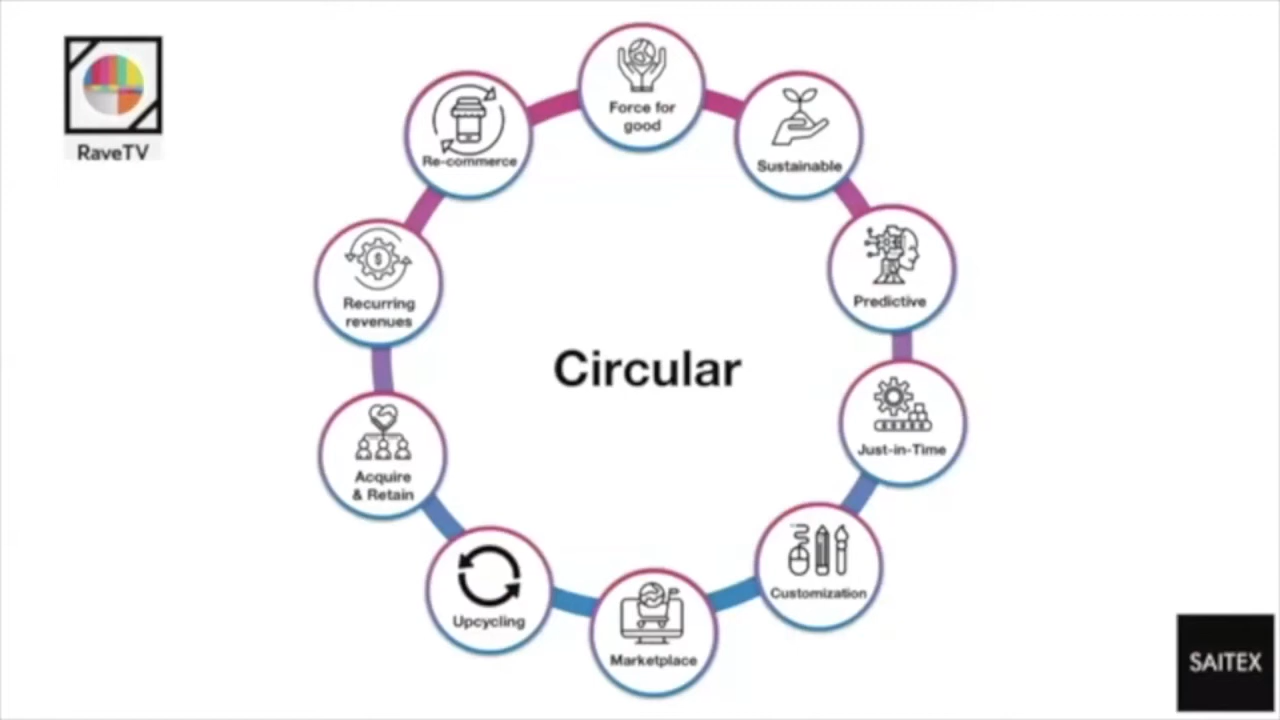 RaveTV
Force for
good
Sustainable
Predictive
Just-in-Time
Customization
Marketplace
Upcycling
Acquire
& Retain
Recurring
revenues
$
Re-commerce
Circular
SAITEX